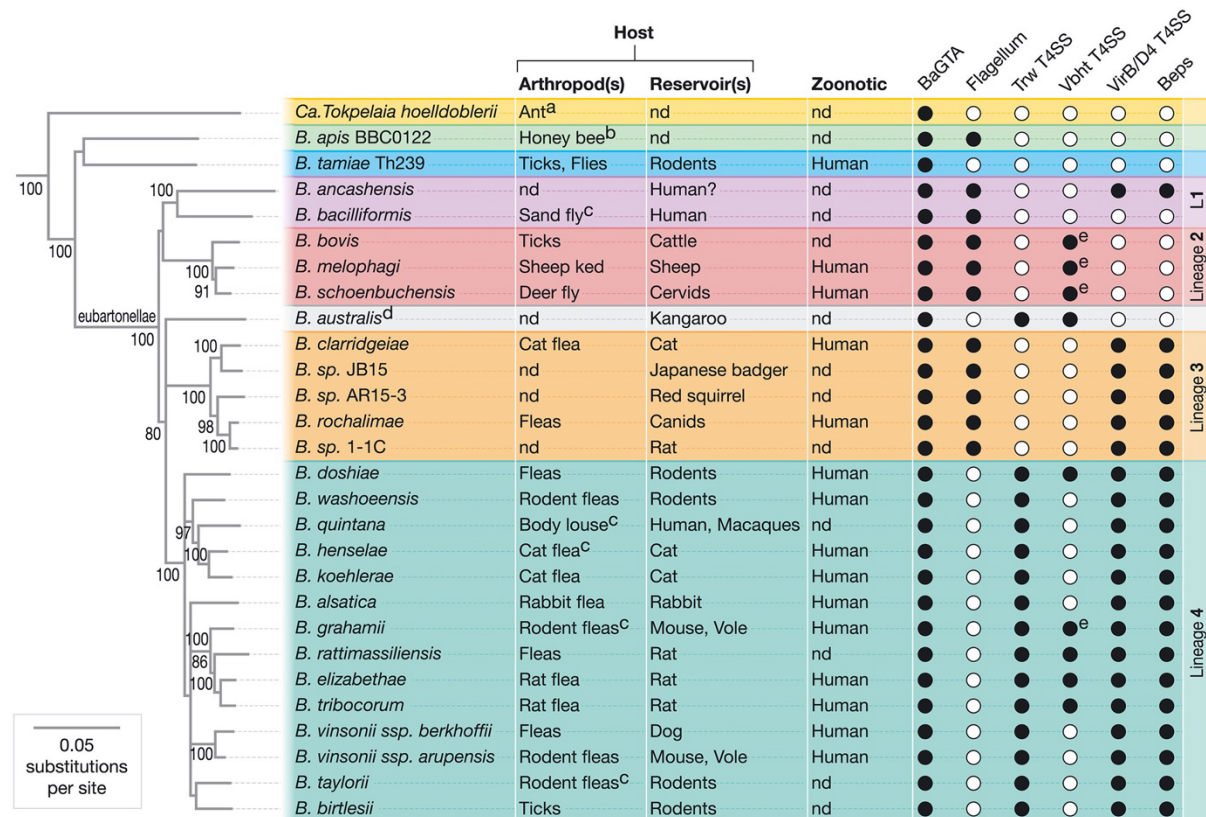 Host
Arthropod(s) Reservoir(s) Zoonotic BaGTA Flagellum Trw T4SS Vbht T4SS VirB/D4 T4SS Beps
Ca.Tokpelaia hoelldoblerii Ant^a nd nd
B. apis BBC0122 Honey bee^b nd nd
B. tamiae Th239 Ticks, Flies Rodents Human
B. ancashensis nd Human? nd
B. bacilliformis Sand fly^c Human nd
L1
B. bovis Ticks Cattle nd e
B. melophagi Sheep ked Sheep Human e
B. schoenbuchensis Deer fly Cervids Human e
Lineage 2
B. australis^d nd Kangaroo nd
B. clarridgeiae Cat flea Cat Human
B. sp. JB15 nd Japanese badger nd
B. sp. AR15-3 nd Red squirrel nd
B. rochalimae Fleas Canids Human
B. sp. 1-1C nd Rat nd
Lineage 3
B. doshiae Fleas Rodents Human
B. washoeensis Rodent fleas Rodents Human
B. quintana Body louse^c Human, Macaques nd
B. henselae Cat flea^c Cat Human
B. koehlerae Cat flea Cat Human
B. alsatica Rabbit flea Rabbit Human
B. grahamii Rodent fleas^c Mouse, Vole Human e
B. rattimassiliensis Fleas Rat nd
B. elizabethae Rat flea Rat Human
B. tribocorum Rat flea Rat Human
B. vinsonii ssp. berkhoffii Fleas Dog Human
B. vinsonii ssp. arupensis Rodent fleas Mouse, Vole Human
B. taylorii Rodent fleas^c Rodents nd
B. birtlesii Ticks Rodents nd
Lineage 4
100
100
100
100
91
eubartonellae
100
100
100
98
100
80
97
100
100
100
86
100
100
0.05
substitutions
per site